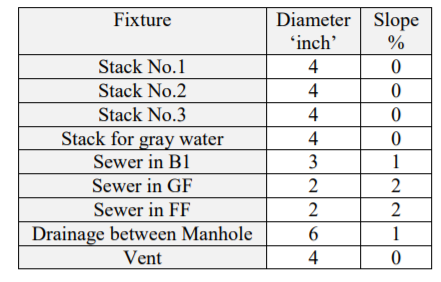 Fixture Diameter Slope
‘inch’ %
Stack No.1 4 0
Stack No.2 4 0
Stack No.3 4 0
Stack for gray water 4 0
Sewer in B1 3 1
Sewer in GF 2 2
Sewer in FF 2 2
Drainage between Manhole 6 1
Vent 4 0